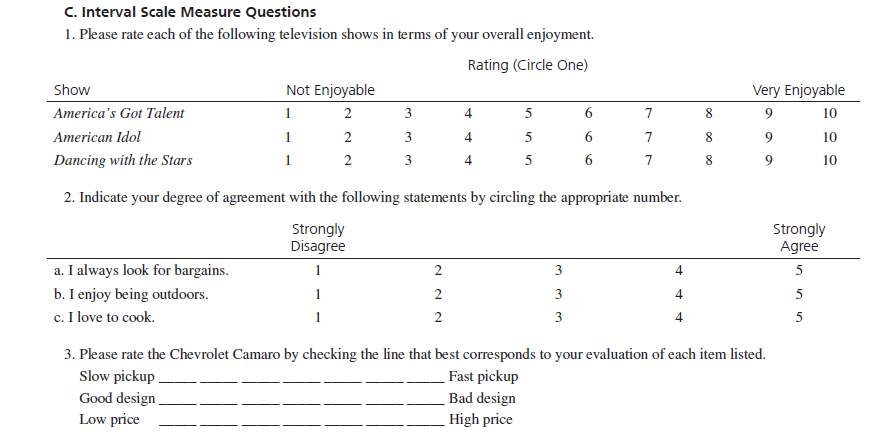 C. Interval Scale Measure Questions
1. Please rate each of the following television shows in terms of your overall enjoyment.
Rating (Circle One)
Show Not Enjoyable Very Enjoyable
America's Got Talent 1 2 3 4 5 6 7 8 9 10
American Idol 1 2 3 4 5 6 7 8 9 10
Dancing with the Stars 1 2 3 4 5 6 7 8 9 10
2. Indicate your degree of agreement with the following statements by circling the appropriate number.
Strongly Strongly
Disagree Agree
a. I always look for bargains. 1 2 3 4 5
b. I enjoy being outdoors. 1 2 3 4 5
c. I love to cook. 1 2 3 4 5
3. Please rate the Chevrolet Camaro by checking the line that best corresponds to your evaluation of each item listed.
Slow pickup _____ _____ _____ _____ _____ _____ _____ Fast pickup
Good design _____ _____ _____ _____ _____ _____ _____ Bad design
Low price _____ _____ _____ _____ _____ _____ _____ High price